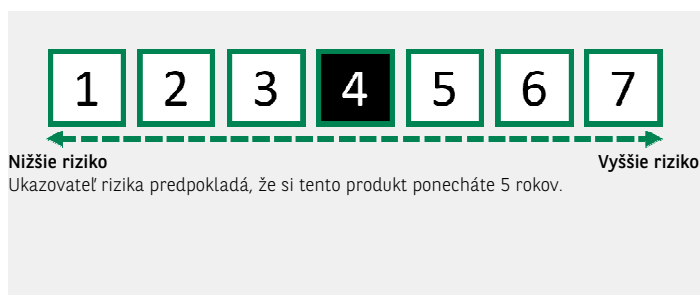 1 2 3 4 5 6 7
Nižšie riziko Vyššie riziko
Ukazovateľ rizika predpokladá, že si tento produkt ponecháte 5 rokov.